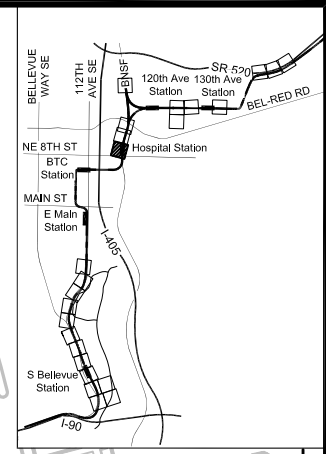 BELLEVUE
WAY SE
112TH
AVE SE
BNSF
SR 520
120th Ave
Station
130th Ave
Station
BEL-RED RD
NE 8TH ST
Hospital Station
BTC
Station
MAIN ST
E Main
Station
I-405
S Bellevue
Station
I-90